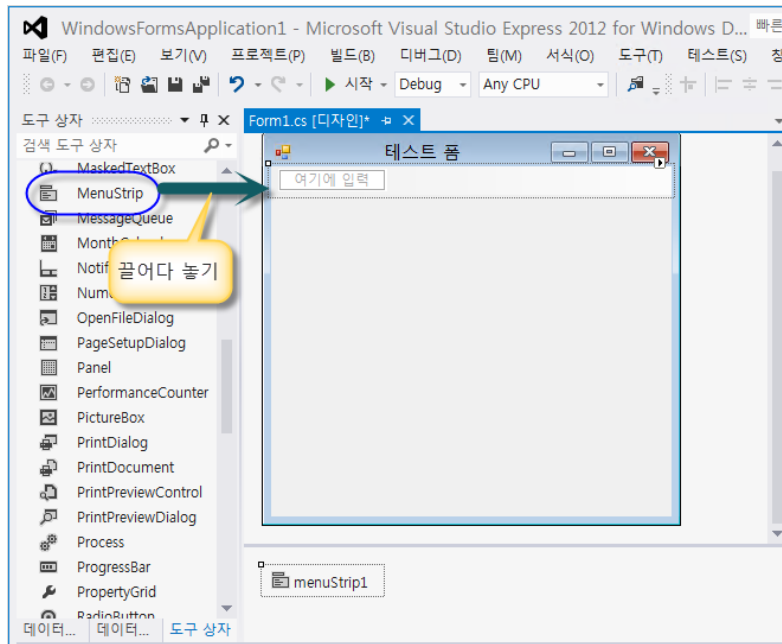 WindowsFormsApplication1 - Microsoft Visual Studio Express 2012 for Windows D... 빠른
파일(F) 편집(E) 보기(V) 프로젝트(P) 빌드(B) 디버그(D) 팀(M) 서식(O) 도구(T) 테스트(S) 창
시작 Debug Any CPU
도구 상자
Form1.cs [디자인]*
검색 도구 상자
테스트 폼
MaskedTextBox
여기에 입력
MenuStrip
MessageQueue
끌어다 놓기
OpenFileDialog
PageSetupDialog
Panel
PerformanceCounter
PictureBox
PrintDialog
PrintDocument
PrintPreviewControl
PrintPreviewDialog
Process
ProgressBar
menuStrip1
PropertyGrid
RadioButton
데이터... 데이터... 도구 상자